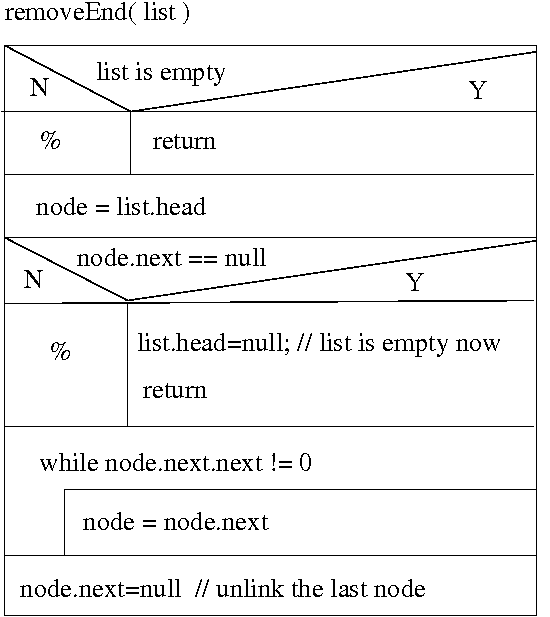 removeEnd( list )
list is empty
N
Y
%
return
node = list.head
node.next == null
N
Y
%
list.head=null; // list is empty now
return
while node.next.next != 0
node = node.next
node.next=null // unlink the last node